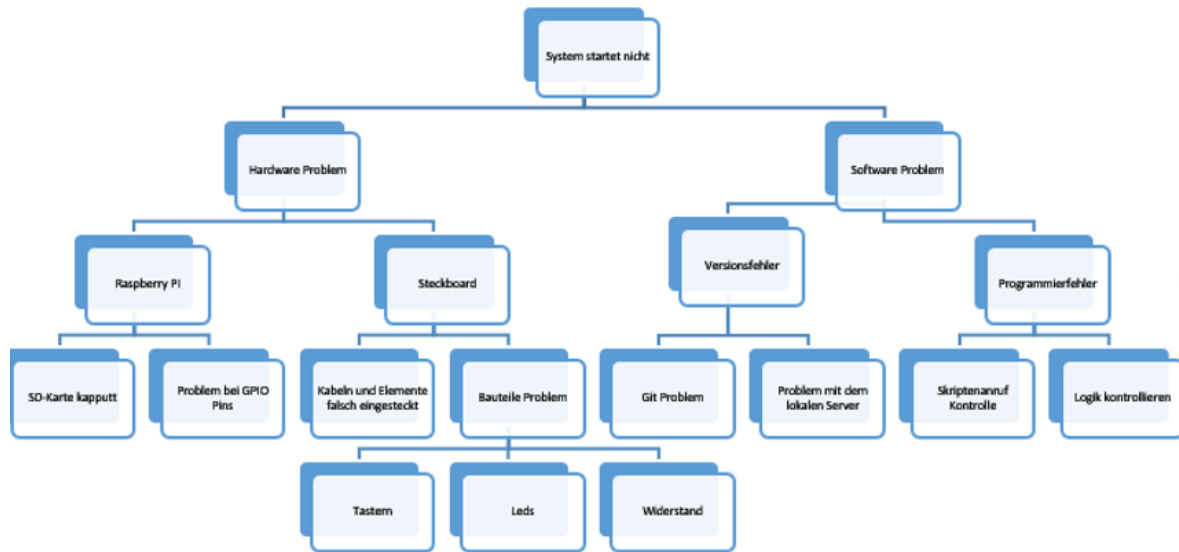 System startet nicht
Hardware Problem
Software Problem
Raspberry PI
Steckboard
Versionsfehler
Programmierfehler
SD-Karte kapputt
Problem bei GPIO
Pins
Kabeln und Elemente
falsch eingesteckt
Bauteile Problem
Git Problem
Problem mit dem
lokalen Server
Skriptenanruf
Kontrolle
Logik kontrollieren
Tastern
Leds
Widerstand